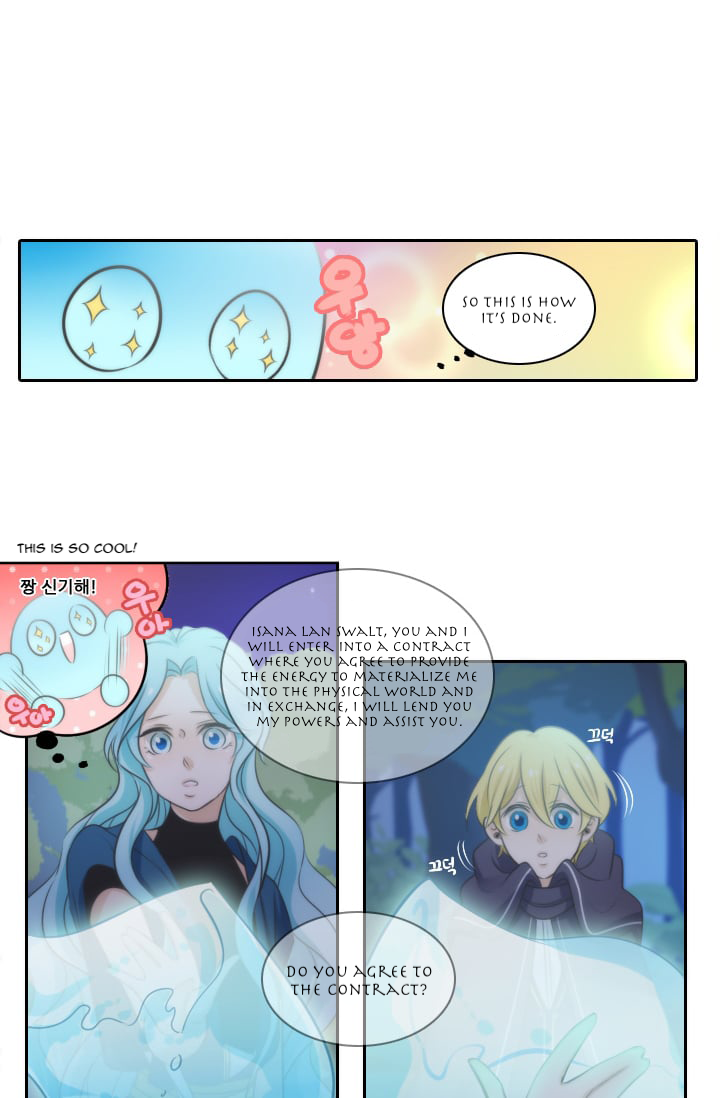 우
양
SO THIS IS HOW
IT'S DONE.
THIS IS SO COOL!
짱 신기해!
우
아
우아
ISANA LAN SWALT, YOU AND I
WILL ENTER INTO A CONTRACT
WHERE YOU AGREE TO PROVIDE
THE ENERGY TO MATERIALIZE ME
INTO THE PHYSICAL WORLD AND
IN EXCHANGE, I WILL LEND YOU
MY POWERS AND ASSIST YOU.
끄덕
끄덕
DO YOU AGREE TO
THE CONTRACT?